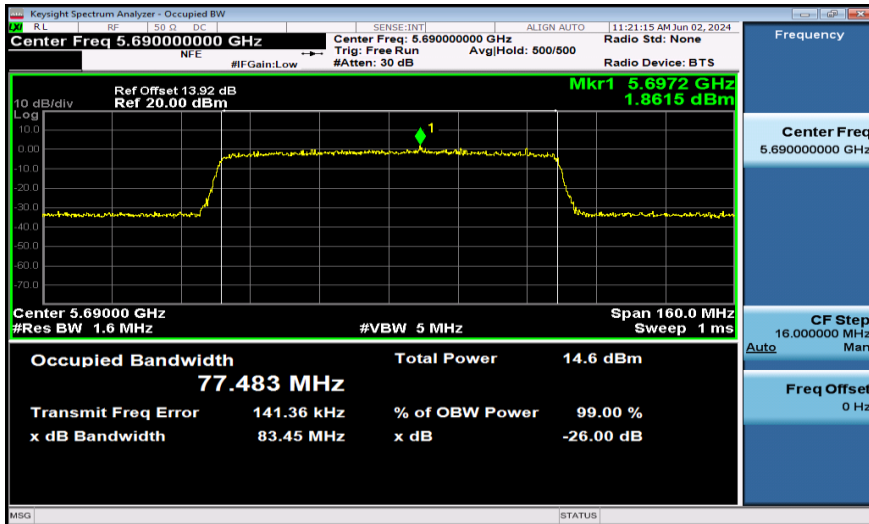 Keysight Spectrum Analyzer - Occupied BW
LXI RL RF 50 Ω DC SENSE:INT ALIGN AUTO 11:21:15 AM Jun 02, 2024
Center Freq 5.690000000 GHz
NFE
#IFGain:Low
Center Freq: 5.690000000 GHz
Trig: Free Run Avg|Hold: 500/500
#Atten: 30 dB
Radio Std: None
Radio Device: BTS
Ref Offset 13.92 dB
10 dB/div Ref 20.00 dBm
Mkr1 5.6972 GHz
1.8615 dBm
Log
10.0
0.00
-10.0
-20.0
-30.0
-40.0
-50.0
-60.0
-70.0
1
Center 5.69000 GHz Span 160.0 MHz
#Res BW 1.6 MHz #VBW 5 MHz Sweep 1 ms
Occupied Bandwidth Total Power 14.6 dBm
77.483 MHz
Transmit Freq Error 141.36 kHz % of OBW Power 99.00 %
x dB Bandwidth 83.45 MHz x dB -26.00 dB
MSG STATUS
Frequency
Center Freq
5.690000000 GHz
CF Step
16.000000 MHz
Auto Man
Freq Offset
0 Hz